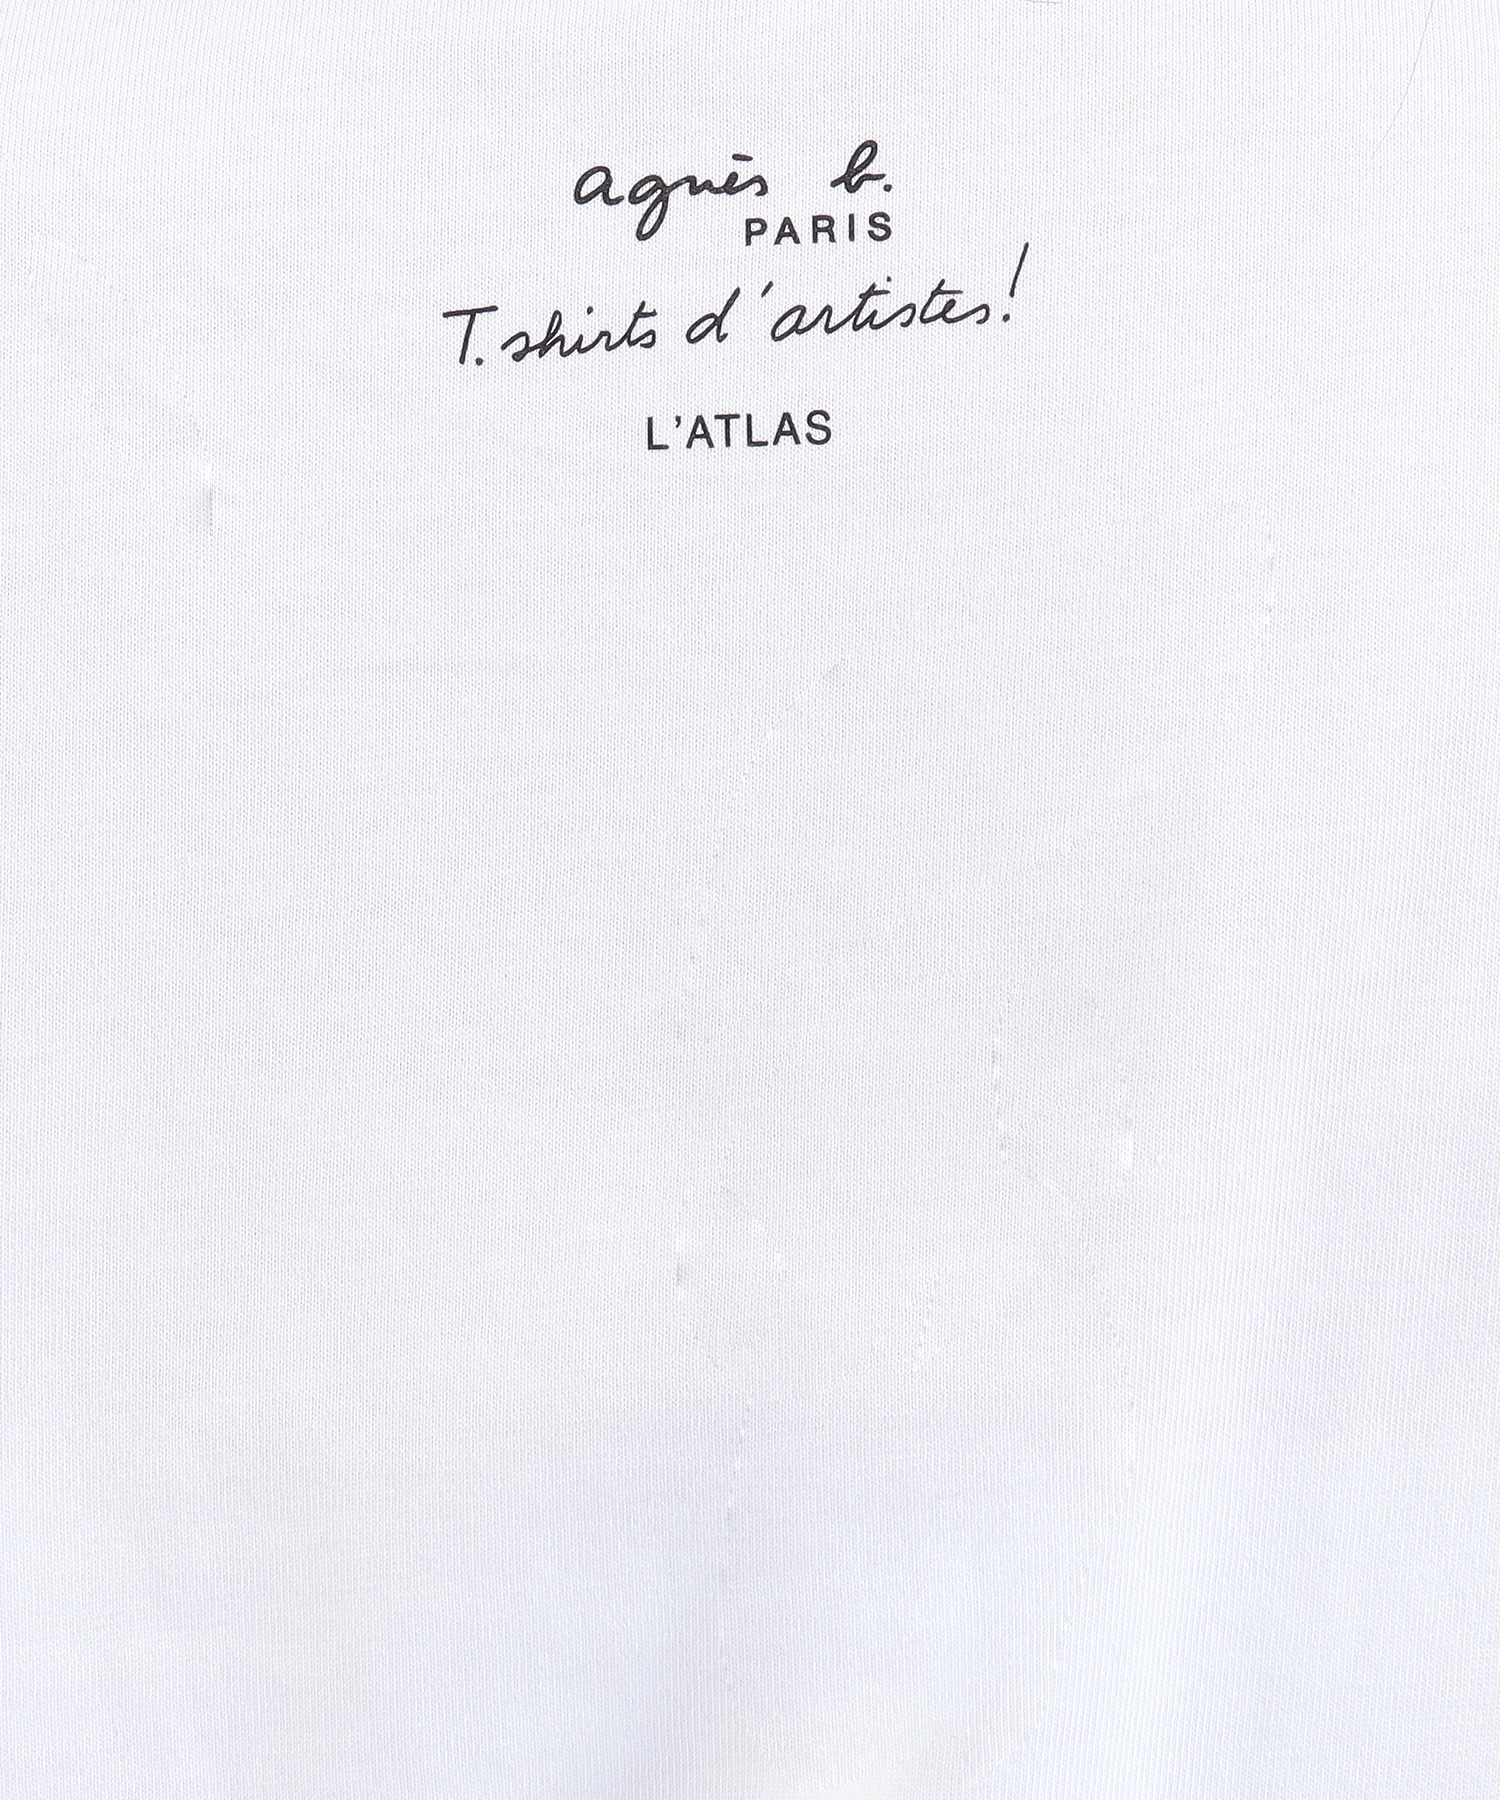 agnès b.
PARIS
T.shirts d'artistes!
L'ATLAS